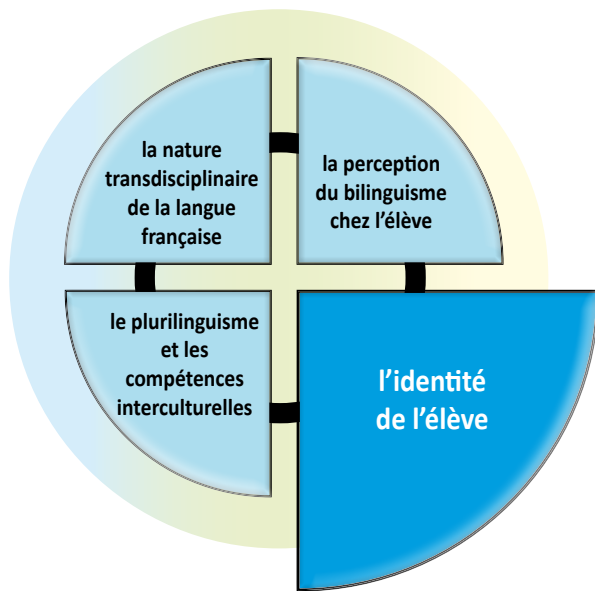 la nature
transdisciplinaire
de la langue
française
la perception
du bilinguisme
chez l’élève
le plurilinguisme
et les
compétences
interculturelles
l’identité
de l’élève